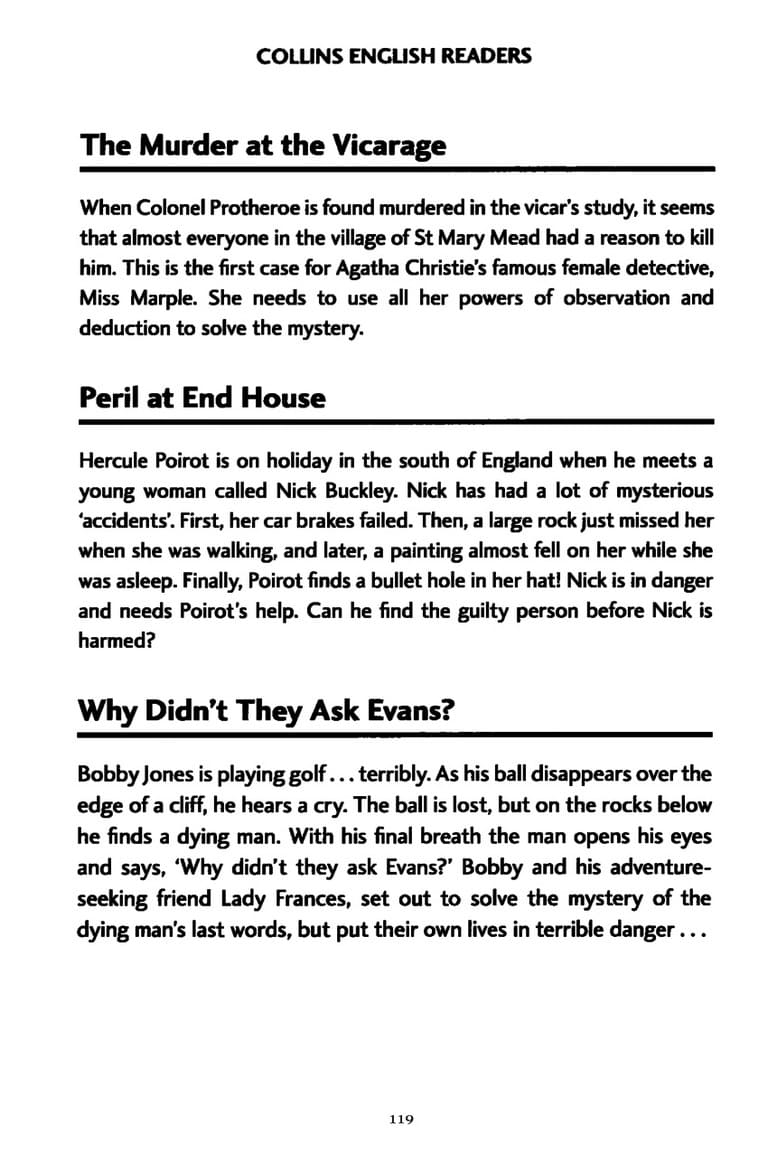 COLLINS ENGLISH READERS
The Murder at the Vicarage
When Colonel Protheroe is found murdered in the vicar's study, it seems
that almost everyone in the village of St Mary Mead had a reason to kill
him. This is the first case for Agatha Christie's famous female detective,
Miss Marple. She needs to use all her powers of observation and
deduction to solve the mystery.
Peril at End House
Hercule Poirot is on holiday in the south of England when he meets a
young woman called Nick Buckley. Nick has had a lot of mysterious
‘accidents’. First, her car brakes failed. Then, a large rock just missed her
when she was walking, and later, a painting almost fell on her while she
was asleep. Finally, Poirot finds a bullet hole in her hat! Nick is in danger
and needs Poirot's help. Can he find the guilty person before Nick is
harmed?
Why Didn't They Ask Evans?
Bobby Jones is playing golf... terribly. As his ball disappears over the
edge of a cliff, he hears a cry. The ball is lost, but on the rocks below
he finds a dying man. With his final breath the man opens his eyes
and says, ‘Why didn't they ask Evans?’ Bobby and his adventure-
seeking friend Lady Frances, set out to solve the mystery of the
dying man's last words, but put their own lives in terrible danger...
119